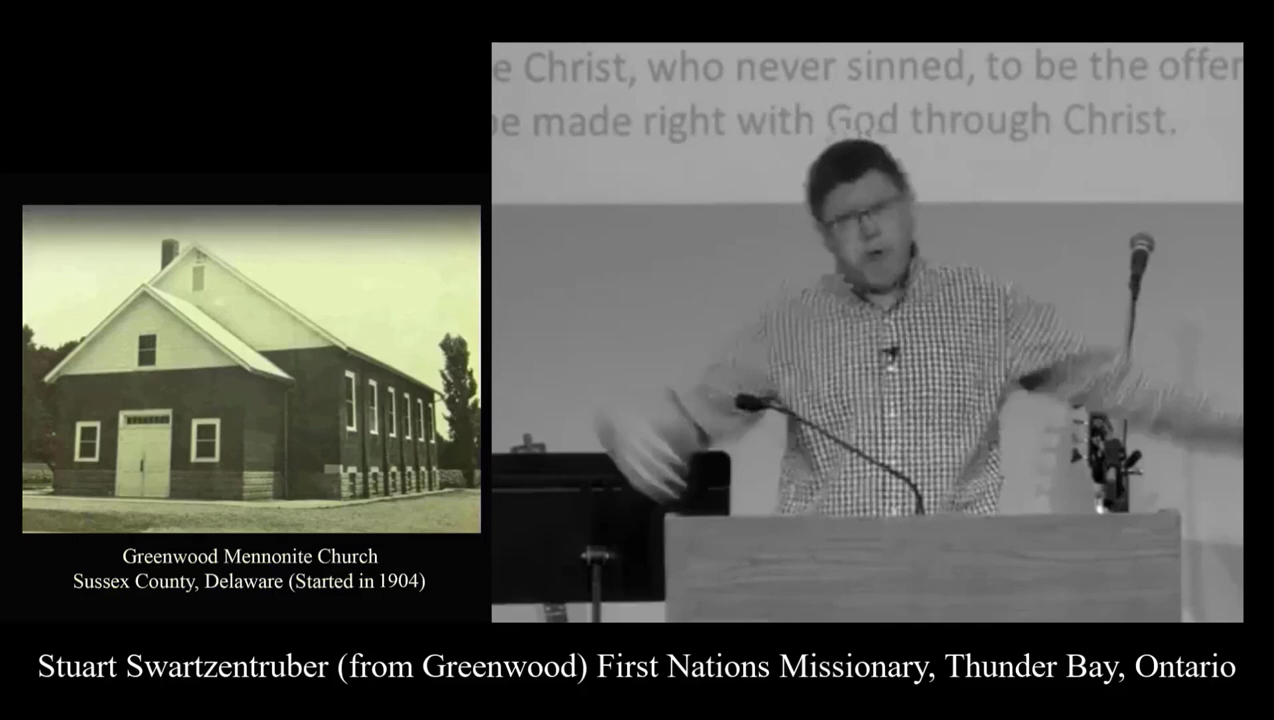 e Christ, who never sinned, to be the offer
be made right with God through Christ.
Greenwood Mennonite Church
Sussex County, Delaware (Started in 1904)
Stuart Swartzentruber (from Greenwood) First Nations Missionary, Thunder Bay, Ontario